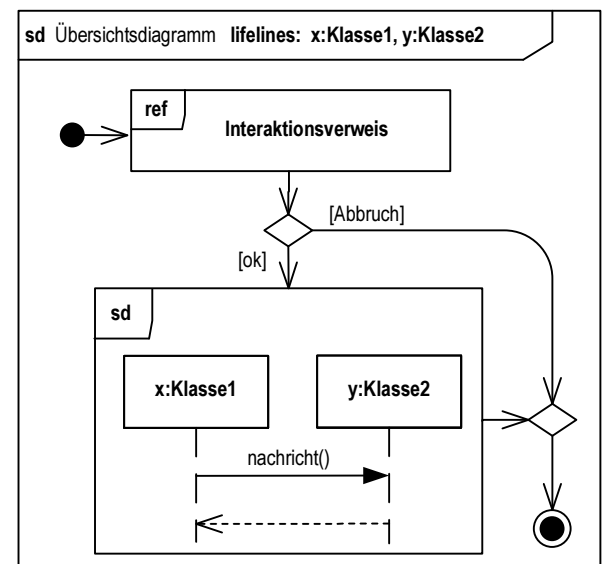 sd Übersichtsdiagramm lifelines: x:Klasse1, y:Klasse2
ref
Interaktionsverweis
[Abbruch]
[ok]
sd
x:Klasse1
y:Klasse2
nachricht()